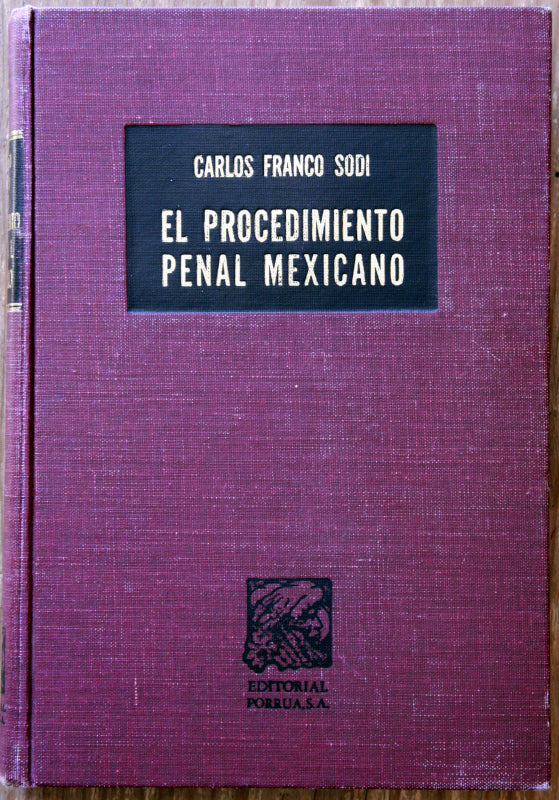 CARLOS FRANCO SODI
EL PROCEDIMIENTO
PENAL MEXICANO
EDITORIAL
PORRUA, S.A.